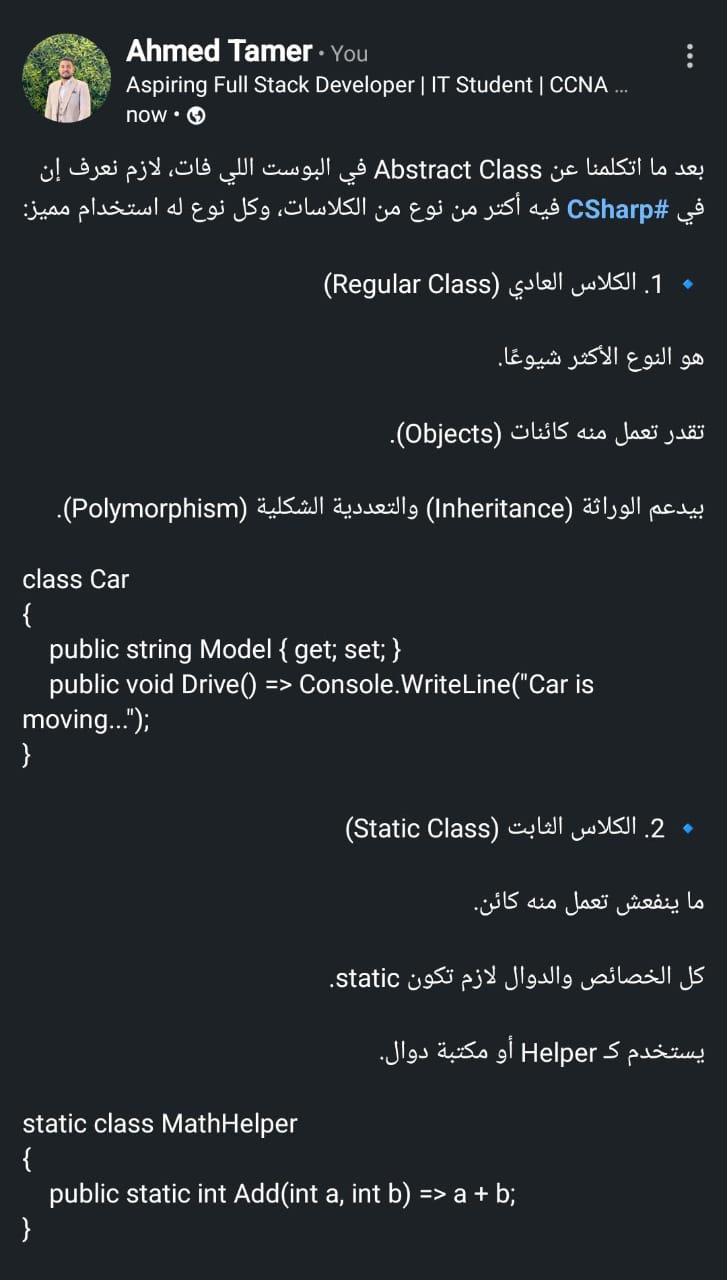 Ahmed Tamer • You
Aspiring Full Stack Developer | IT Student | CCNA ...
now •
بعد ما اتكلمنا عن Abstract Class في البوست اللي فات، لازم نعرف إن
في #CSharp فيه أكتر من نوع من الكلاسات، وكل نوع له استخدام مميز:
🔹 1. الكلاس العادي (Regular Class)
هو النوع الأكثر شيوعًا.
تقدر تعمل منه كائنات (Objects).
بيدعم الوراثة (Inheritance) والتعددية الشكلية (Polymorphism).
class Car
{
public string Model { get; set; }
public void Drive() => Console.WriteLine("Car is
moving...");
}
🔹 2. الكلاس الثابت (Static Class)
ما ينفعش تعمل منه كائن.
كل الخصائص والدوال لازم تكون static.
يستخدم كـ Helper أو مكتبة دوال.
static class MathHelper
{
public static int Add(int a, int b) => a + b;
}